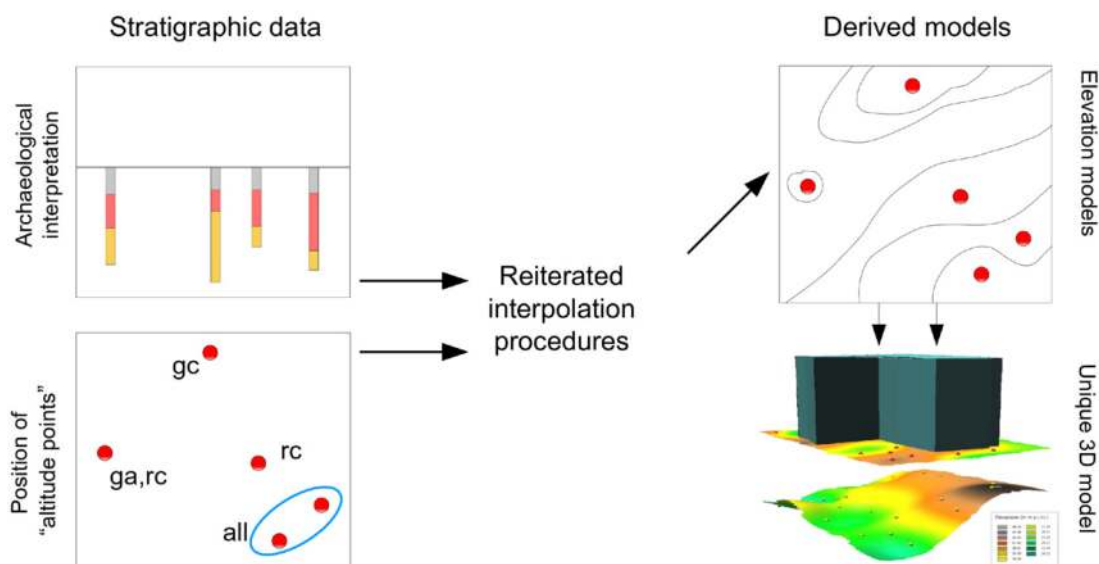 Stratigraphic data
Derived models
Archaeological
interpretation
Elevation models
Reiterated
interpolation
procedures
Position of
“altitude points”
gc
ga,rc
rc
all
Unique 3D model